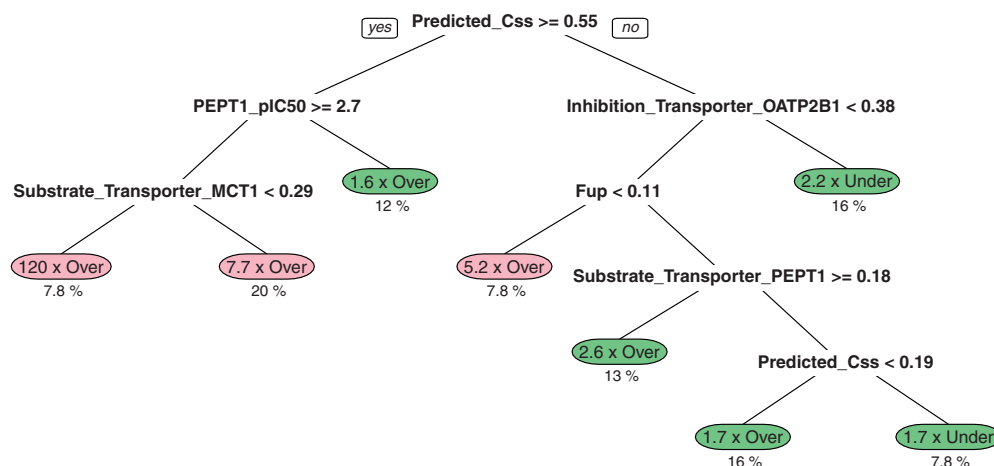 Predicted_Css >= 0.55
yes
no
PEPT1_pIC50 >= 2.7
Inhibition_Transporter_OATP2B1 < 0.38
Substrate_Transporter_MCT1 < 0.29
1.6 x Over
12 %
Fup < 0.11
2.2 x Under
16 %
120 x Over
7.8 %
7.7 x Over
20 %
5.2 x Over
7.8 %
Substrate_Transporter_PEPT1 >= 0.18
2.6 x Over
13 %
Predicted_Css < 0.19
1.7 x Over
16 %
1.7 x Under
7.8 %